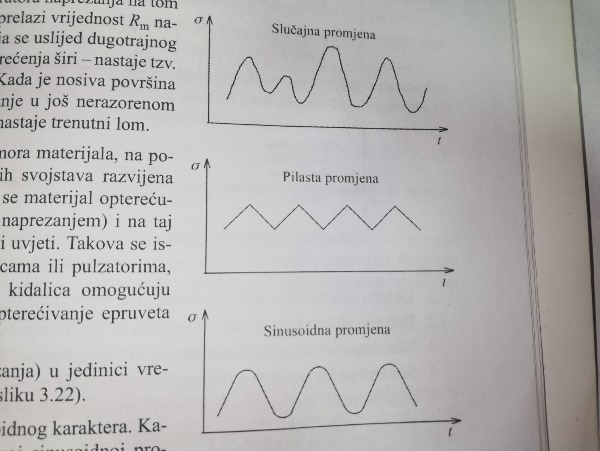 prelazi vrijednost Rm na-
ja se uslijed dugotrajnog
rećenja širi – nastaje tzv.
Kada je nosiva površina
nje u još nerazorenom
nastaje trenutni lom.
mora materijala, na po-
ih svojstava razvijena
se materijal optereću-
naprezanjem) i na taj
i uvjeti. Takova se is-
cama ili pulzatorima,
kidalica omogućuju
pterećivanje epruveta
zanja) u jedinici vre-
sliku 3.22).
oidnog karaktera. Ka-
σ
Slučajna promjena
t
σ
Pilasta promjena
t
σ
Sinusoidna promjena
t